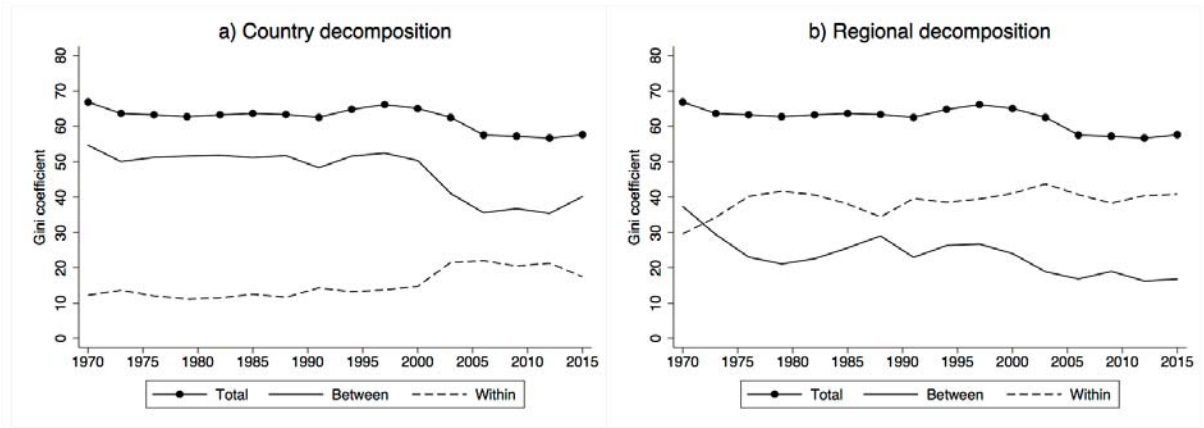 a) Country decomposition
Gini coefficient
80
70
60
50
40
30
20
10
0
1970 1975 1980 1985 1990 1995 2000 2005 2010 2015
Total Between Within
b) Regional decomposition
Gini coefficient
80
70
60
50
40
30
20
10
0
1970 1975 1980 1985 1990 1995 2000 2005 2010 2015
Total Between Within